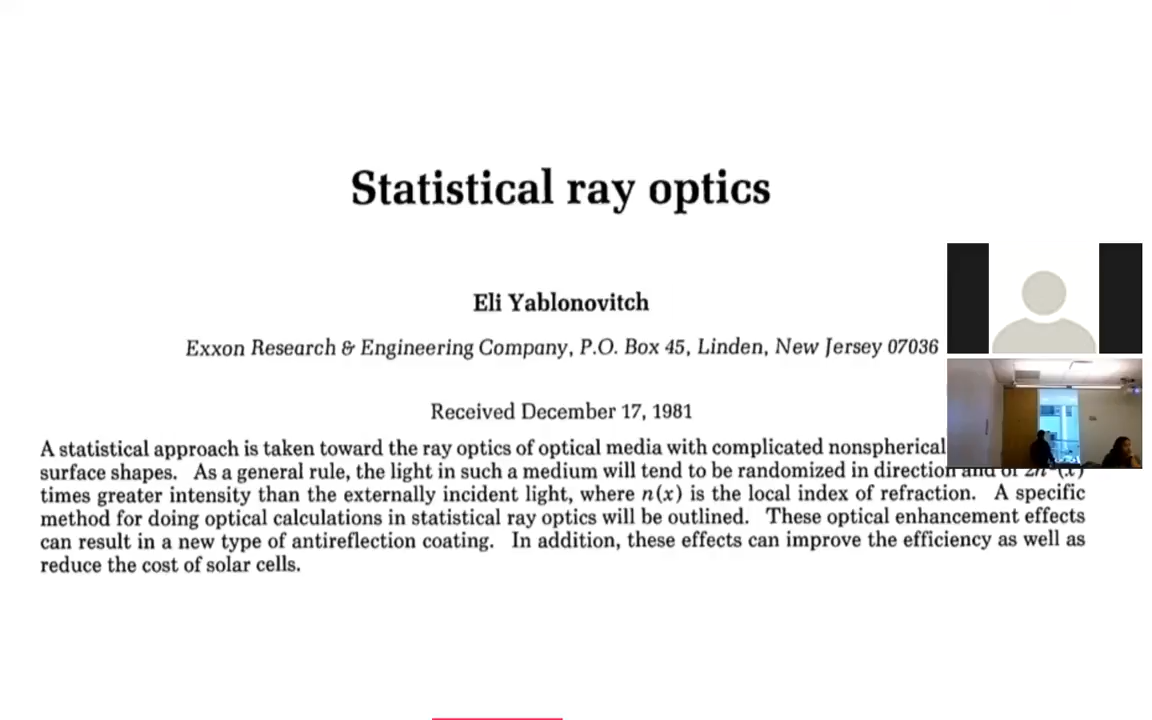 Statistical ray optics
Eli Yablonovitch
Exxon Research & Engineering Company, P.O. Box 45, Linden, New Jersey 07036
Received December 17, 1981
A statistical approach is taken toward the ray optics of optical media with complicated nonspherical
surface shapes. As a general rule, the light in such a medium will tend to be randomized in direction and of 2n
times greater intensity than the externally incident light, where n(x) is the local index of refraction. A specific
method for doing optical calculations in statistical ray optics will be outlined. These optical enhancement effects
can result in a new type of antireflection coating. In addition, these effects can improve the efficiency as well as
reduce the cost of solar cells.